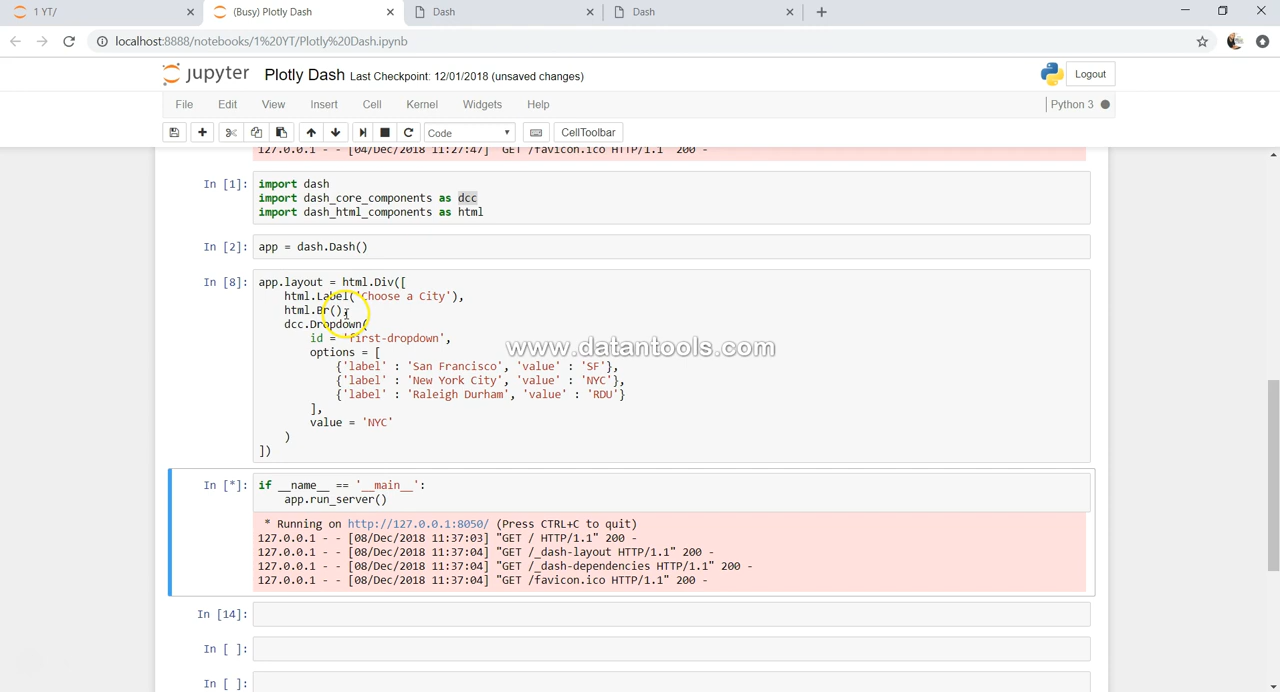 1 YT/
(Busy) Plotly Dash
Dash
Dash
localhost:8888/notebooks/1%20YT/Plotly%20Dash.ipynb
jupyter Plotly Dash Last Checkpoint: 12/01/2018 (unsaved changes)
Logout
File Edit View Insert Cell Kernel Widgets Help
Python 3
Code
CellToolbar
127.0.0.1 - - [04/Dec/2018 11:27:47] "GET /favicon.ico HTTP/1.1" 200 -
In [1]: import dash
import dash_core_components as dcc
import dash_html_components as html
In [2]: app = dash.Dash()
In [8]: app.layout = html.Div([
html.Label('Choose a City'),
html.Br(),
dcc.Dropdown(
id = 'first-dropdown',
options = [
{'label' : 'San Francisco', 'value' : 'SF'},
{'label' : 'New York City', 'value' : 'NYC'},
{'label' : 'Raleigh Durham', 'value' : 'RDU'}
],
value = 'NYC'
)
])
www.datantools.com
In [*]: if __name__ == '__main__':
app.run_server()
* Running on http://127.0.0.1:8050/ (Press CTRL+C to quit)
127.0.0.1 - - [08/Dec/2018 11:37:03] "GET / HTTP/1.1" 200 -
127.0.0.1 - - [08/Dec/2018 11:37:04] "GET /_dash-layout HTTP/1.1" 200 -
127.0.0.1 - - [08/Dec/2018 11:37:04] "GET /_dash-dependencies HTTP/1.1" 200 -
127.0.0.1 - - [08/Dec/2018 11:37:04] "GET /favicon.ico HTTP/1.1" 200 -
In [14]:
In [ ]:
In [ ]: